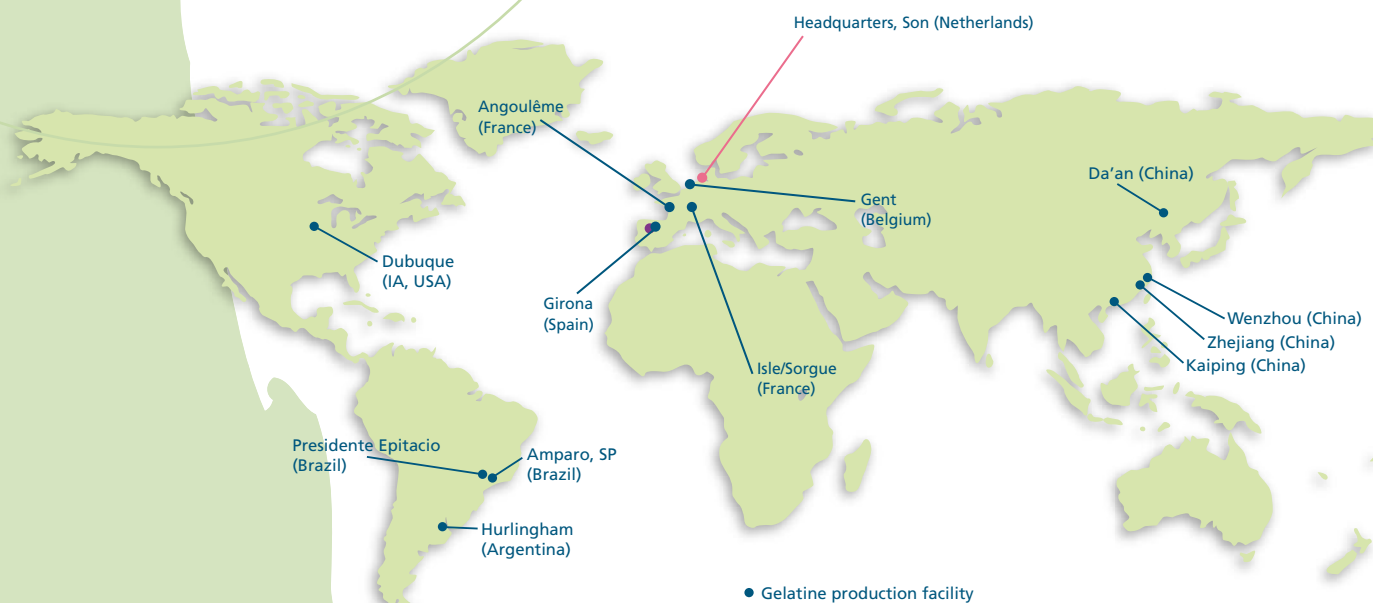 Headquarters, Son (Netherlands)
Angoulême
(France)
Da’an (China)
Gent
(Belgium)
Dubuque
(IA, USA)
Girona
(Spain)
Wenzhou (China)
Zhejiang (China)
Kaiping (China)
Isle/Sorgue
(France)
Presidente Epitacio
(Brazil)
Amparo, SP
(Brazil)
Hurlingham
(Argentina)
Gelatine production facility